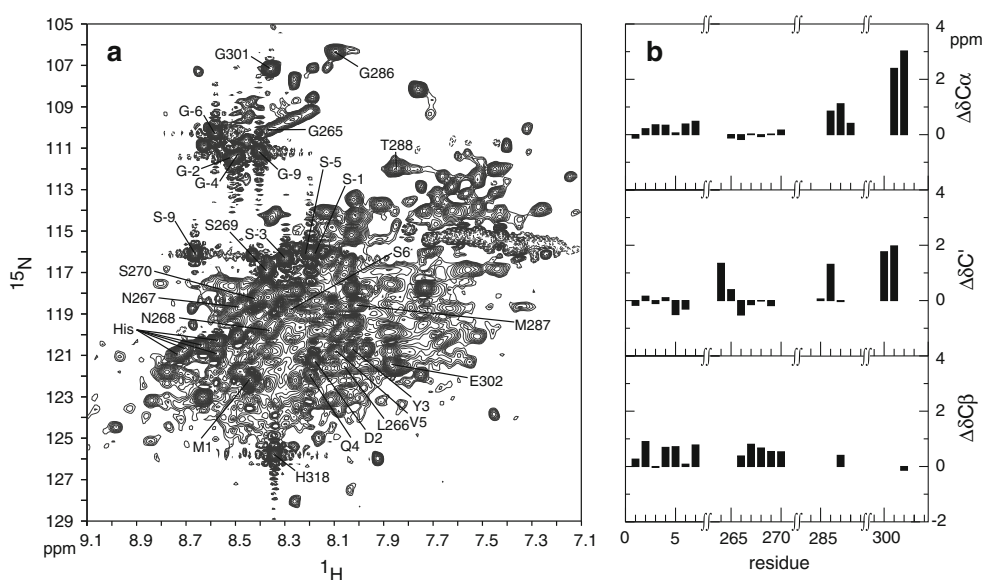 a
105
107
109
111
113
115
117
119
121
123
125
127
129
15N
ppm
9.1
8.9
8.7
8.5
8.3
8.1
7.9
7.7
7.5
7.3
7.1
1H
G301
G286
G-6
G265
G-2
G-4
G-9
T288
S-5
S-1
S-9
S269
S-3
S6
S270
N267
N268
His
M287
E302
Y3
V5
L266
D2
Q4
M1
H318
b
4
ppm
2
0
ΔδCα
4
2
0
ΔδC'
4
2
0
-2
ΔδCβ
0
5
265
270
285
300
residue